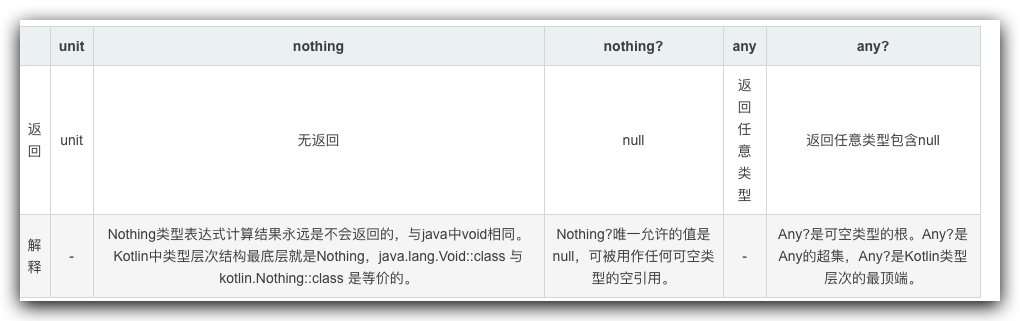 unit nothing nothing? any any?
返
回
unit
无返回
null
返
回
任
意
类
型
返回任意类型包含null
解
释
-
Nothing类型表达式计算结果永远是不会返回的，与java中void相同。
Kotlin中类型层次结构最底层就是Nothing，java.lang.Void::class 与
kotlin.Nothing::class 是等价的。
Nothing?唯一允许的值是
null，可被用作任何可空类
型的空引用。
-
Any?是可空类型的根。Any?是
Any的超集，Any?是Kotlin类型
层次的最顶端。